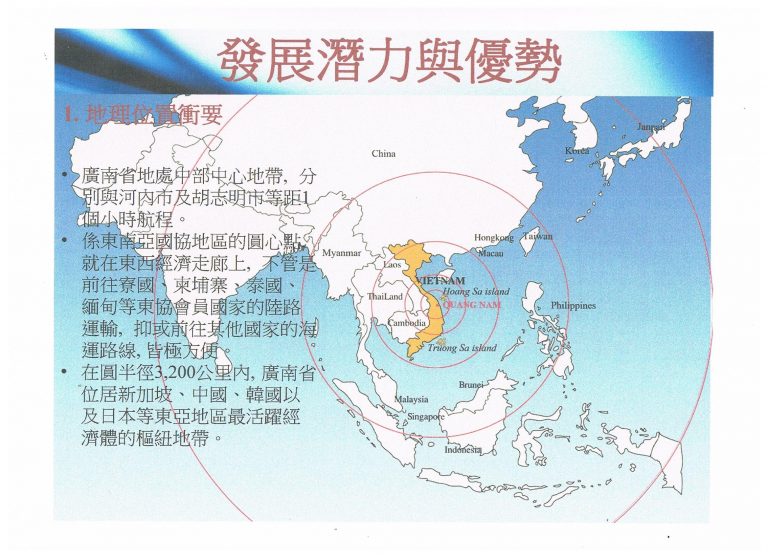 發展潛力與優勢
1. 地理位置衝要
• 廣南省地處中部中心地帶, 分
別與河內市及胡志明市等距1
個小時航程。
• 係東南亞國協地區的圓心點,
就在東西經濟走廊上, 不管是
前往寮國、柬埔寨、泰國、
緬甸等東協會員國家的陸路
運輸, 抑或前往其他國家的海
運路線, 皆極方便。
• 在圓半徑3,200公里內, 廣南省
位居新加坡、中國、韓國以
及日本等東亞地區最活躍經
濟體的樞紐地帶。
China
Korea
Hongkong
Taiwan
Macau
Myanmar
Laos
VIETNAM
Hoang Sa island
ThaiLand
QUANG NAM
Philippines
Cambodia
Truong Sa island
Brunei
Malaysia
Singapore
Indonesia